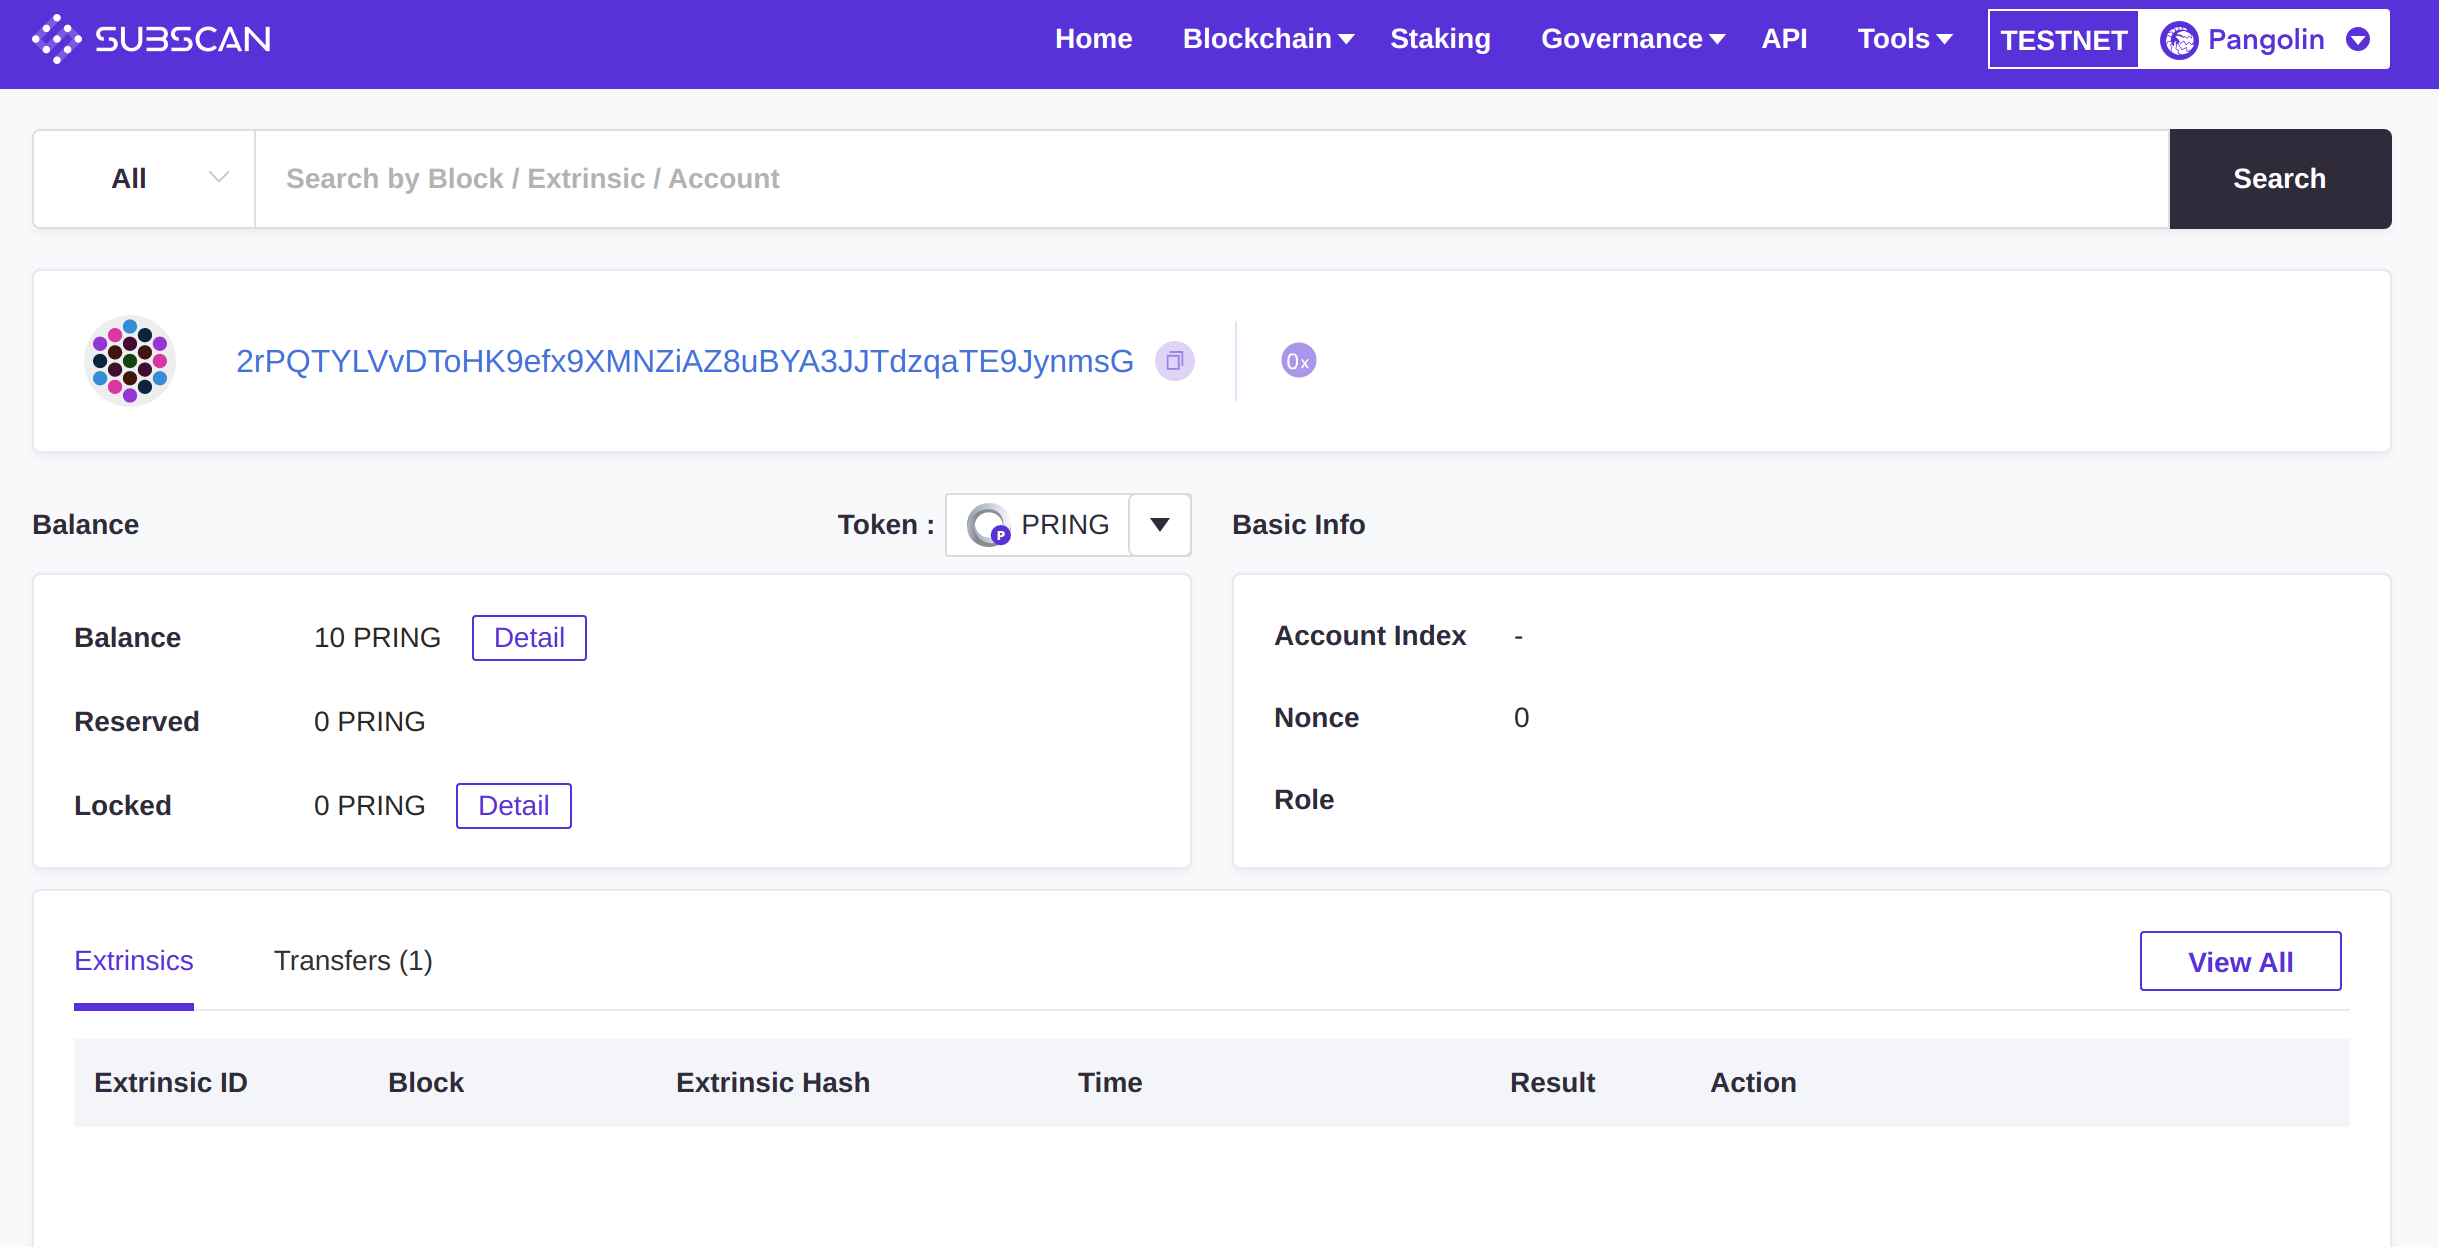 SUBSCAN Home Blockchain Staking Governance API Tools TESTNET Pangolin
All Search by Block / Extrinsic / Account Search
2rPQTYLVvDToHK9efx9XMNZiAZ8uBYA3JJTdzqaTE9JynmsG 0x
Balance Token : P PRING Basic Info
Balance 10 PRING Detail
Account Index -
Reserved 0 PRING
Nonce 0
Locked 0 PRING Detail
Role
Extrinsics Transfers (1) View All
Extrinsic ID Block Extrinsic Hash Time Result Action